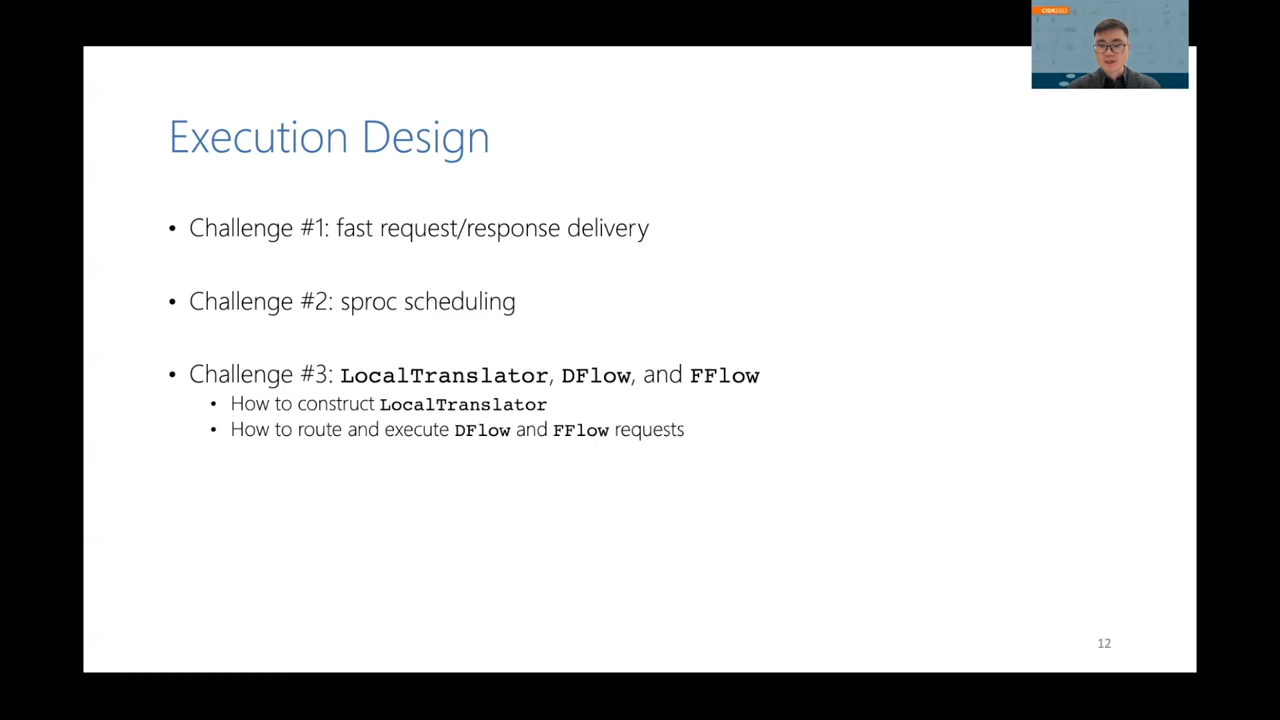 CIDR2022
Execution Design
• Challenge #1: fast request/response delivery
• Challenge #2: sproc scheduling
• Challenge #3: LocalTranslator, DFlow, and FFlow
• How to construct LocalTranslator
• How to route and execute DFlow and FFlow requests
12